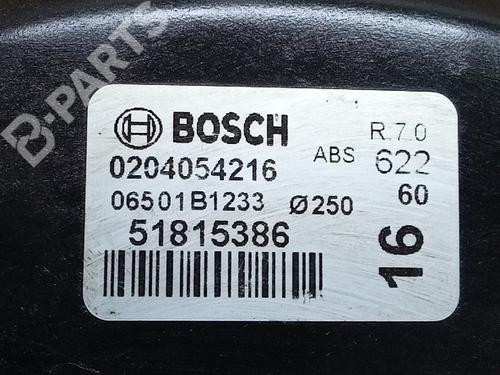 B-PARTS
BOSCH
R.7.0
0204054216
ABS 622
06501B1233 Ø250
60
51815386
16